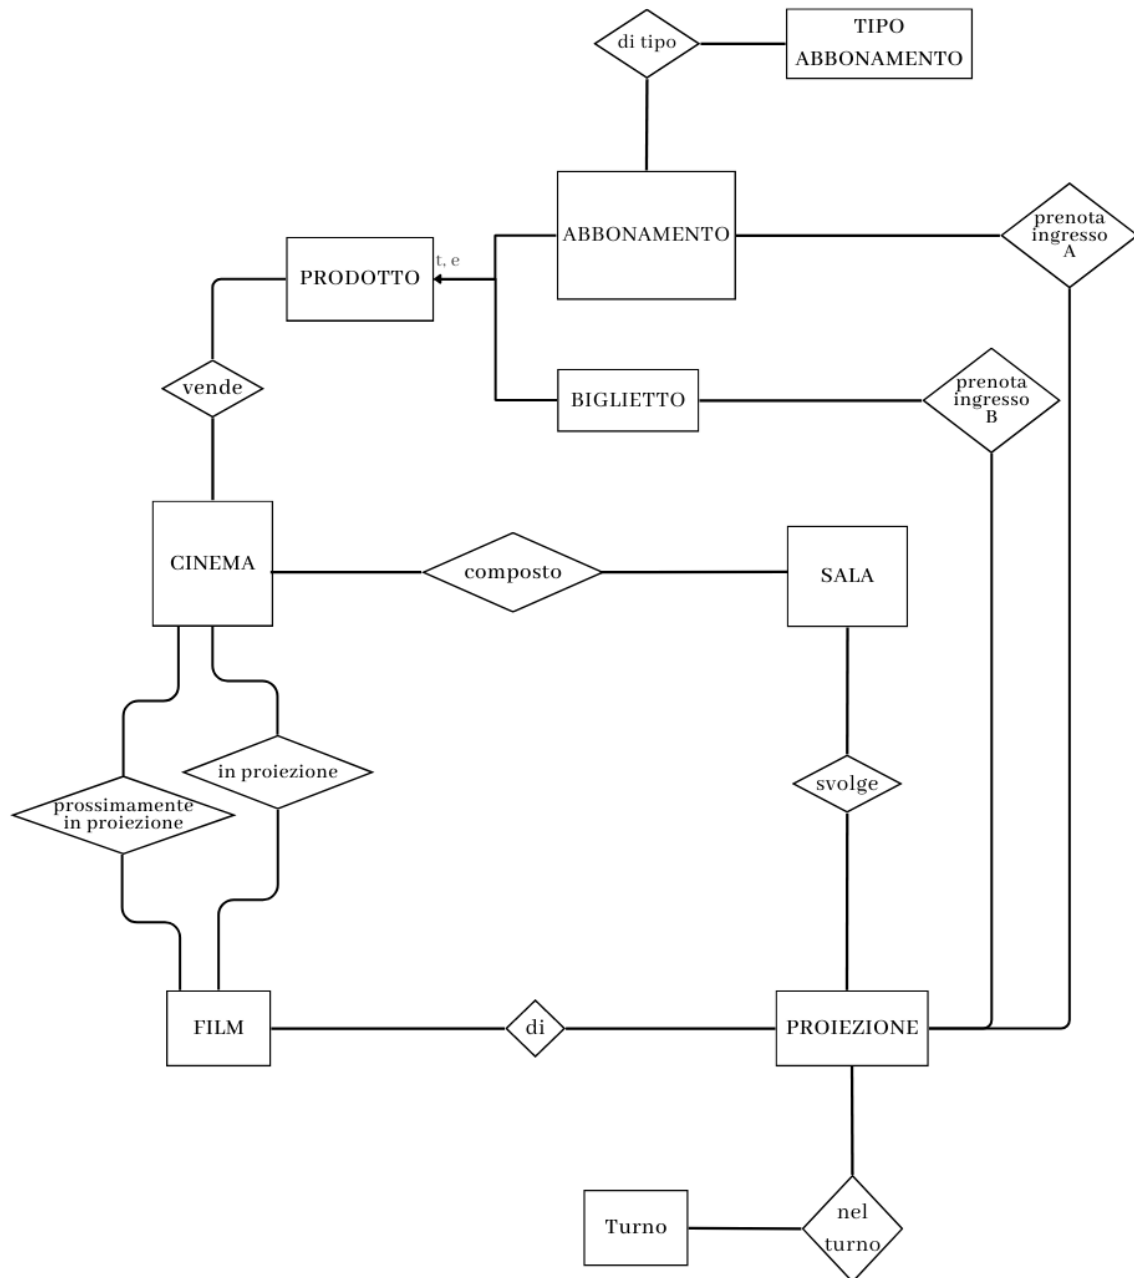 di tipo
TIPO
ABBONAMENTO
ABBONAMENTO
prenota
ingresso
A
t, e
PRODOTTO
vende
BIGLIETTO
prenota
ingresso
B
CINEMA
composto
SALA
in proiezione
prossimamente
in proiezione
svolge
FILM
di
PROIEZIONE
Turno
nel
turno